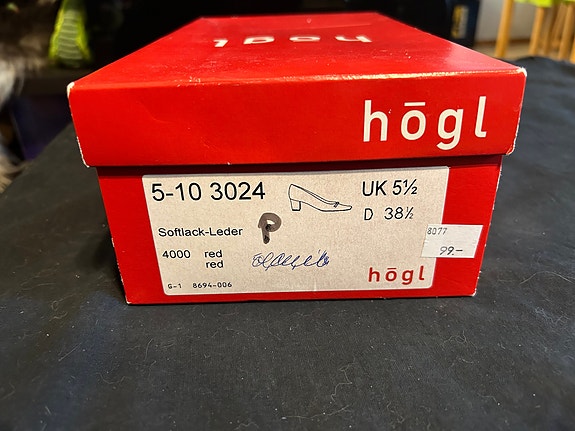 högl
hōgl
5-10 3024
UK 5½
D 38½
Softlack-Leder
P
4000 red
red
G-1 8694-006
hōgl
8077
99.-